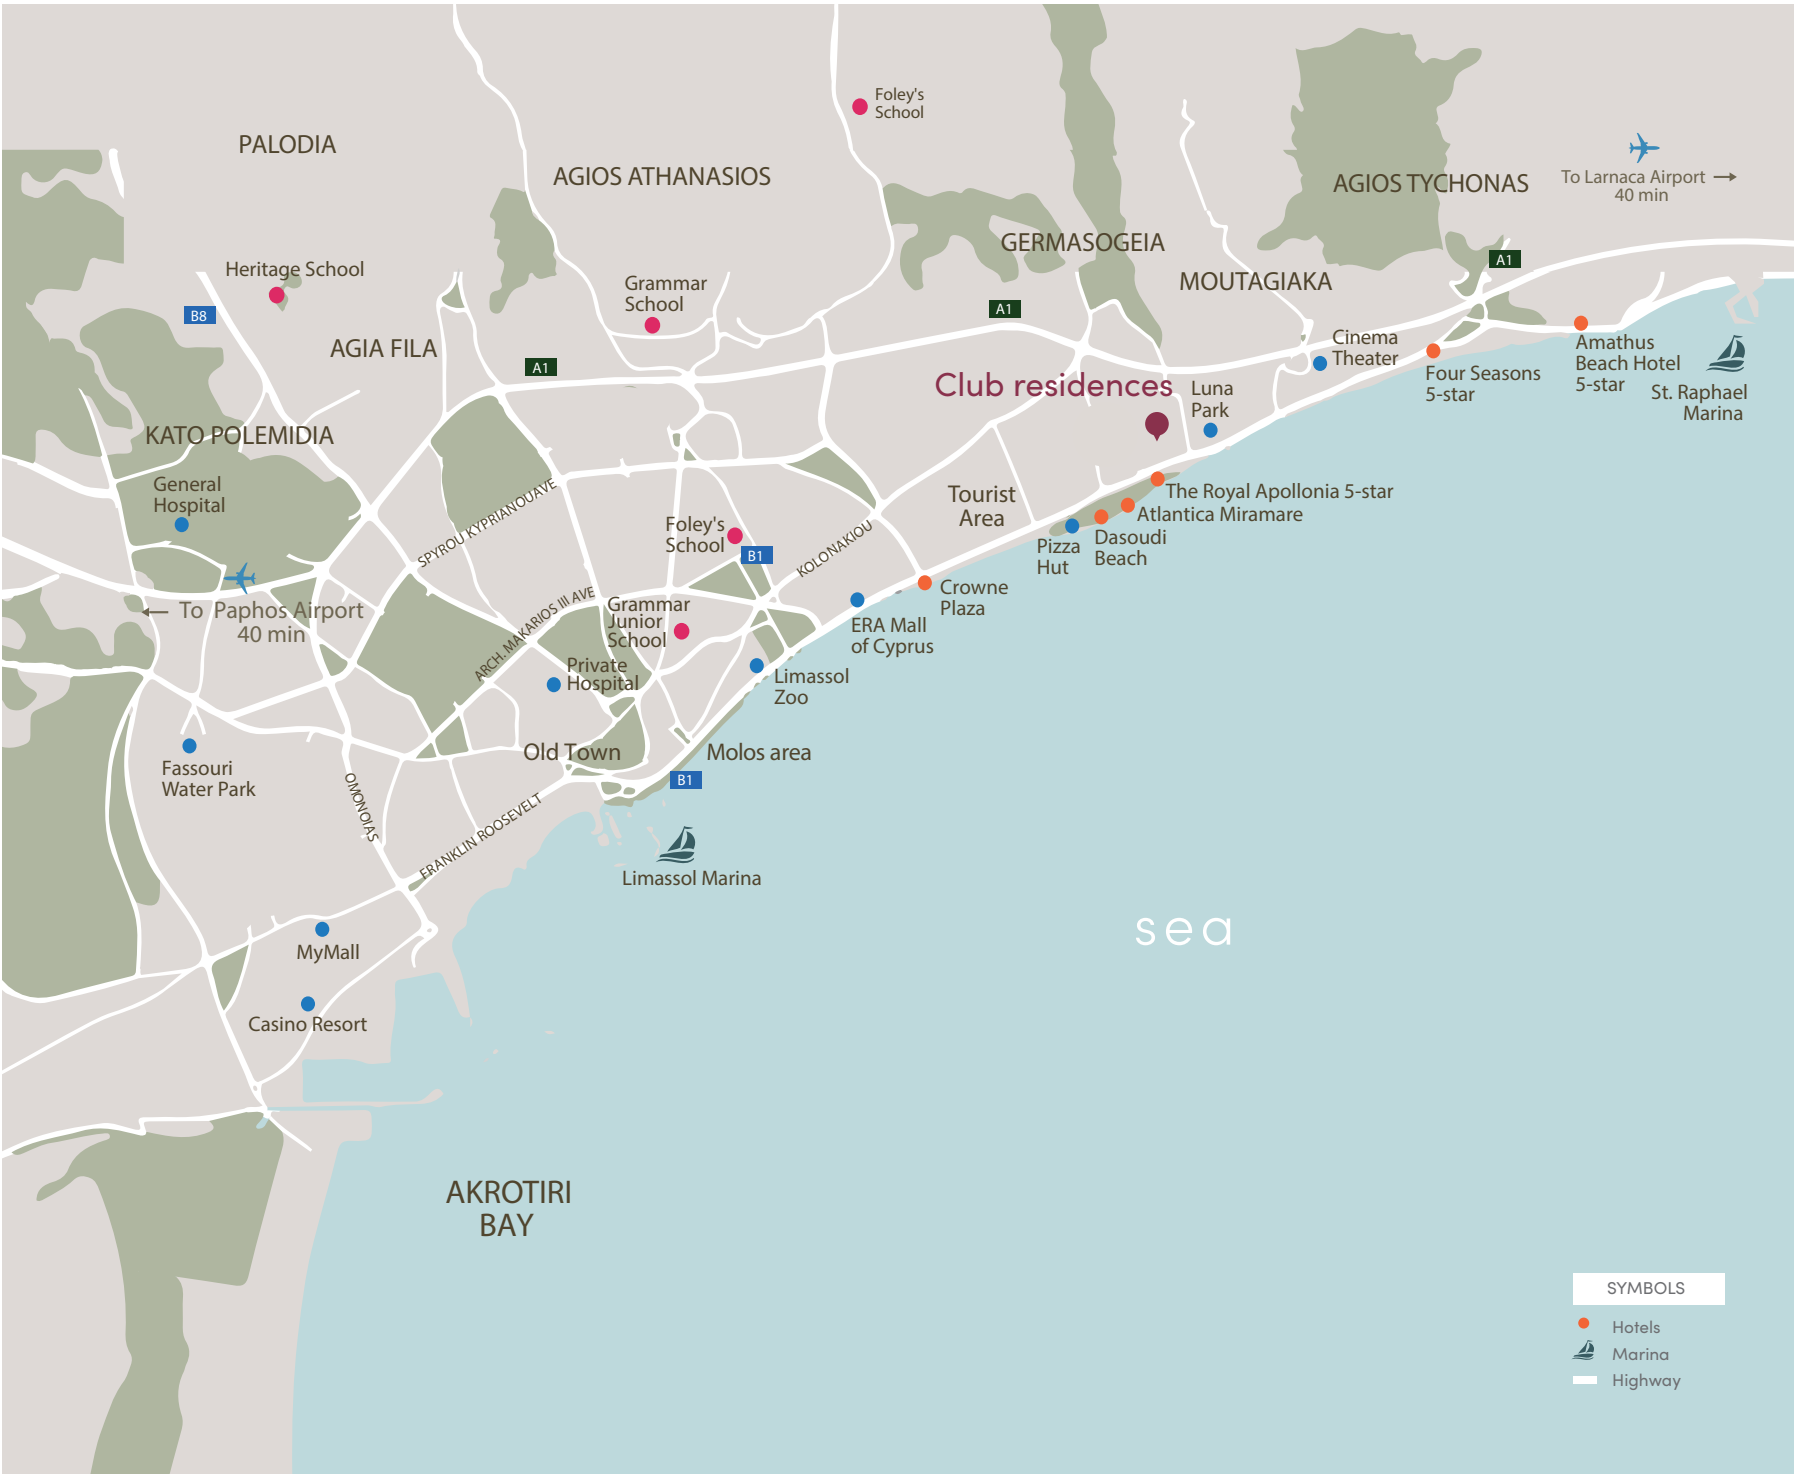 Foley's
School
PALODIA
AGIOS ATHANASIOS
AGIOS TYCHONAS
To Larnaca Airport
40 min
GERMASOGEIA
MOUTAGIAKA
A1
Heritage School
Grammar
School
B8
A1
AGIA FILA
A1
Cinema
Theater
Amathus
Beach Hotel
5-star
Four Seasons
5-star
St. Raphael
Marina
Club residences
Luna
Park
KATO POLEMIDIA
General
Hospital
SPYROU KYPRIANOUAVE
Tourist
Area
The Royal Apollonia 5-star
Atlantica Miramare
Dasoudi
Beach
Pizza
Hut
Foley's
School
B1
KOLONAKIOU
Crowne
Plaza
ERA Mall
of Cyprus
To Paphos Airport
40 min
ARCH. MAKARIOS III AVE
Grammar
Junior
School
Private
Hospital
Limassol
Zoo
Old Town
Molos area
B1
Fassouri
Water Park
OMONOIAS
FRANKLIN ROOSEVELT
Limassol Marina
MyMall
Casino Resort
sea
AKROTIRI
BAY
SYMBOLS
Hotels
Marina
Highway